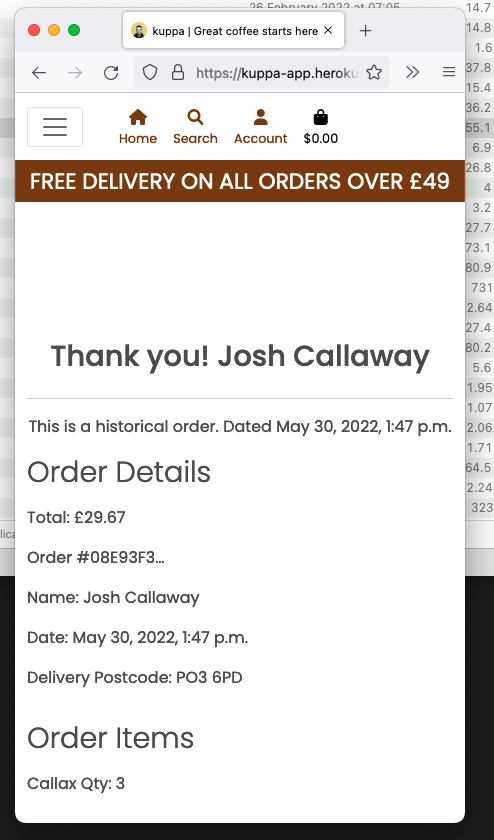 26 February 2022 at 07:05
14.7
kuppa | Great coffee starts here
14.8
1.6
https://kuppa-app.heroku
37.8
15.4
36.2
Home Search Account $0.00
55.1
6.9
FREE DELIVERY ON ALL ORDERS OVER £49
26.8
4
3.2
27.7
73.1
80.9
731
2.64
27.4
80.2
Thank you! Josh Callaway
5.6
1.95
1.07
This is a historical order. Dated May 30, 2022, 1:47 p.m.
2.06
1.71
Order Details
64.5
2.24
323
Total: £29.67
lica
Order #08E93F3...
Name: Josh Callaway
Date: May 30, 2022, 1:47 p.m.
Delivery Postcode: PO3 6PD
Order Items
Callax Qty: 3